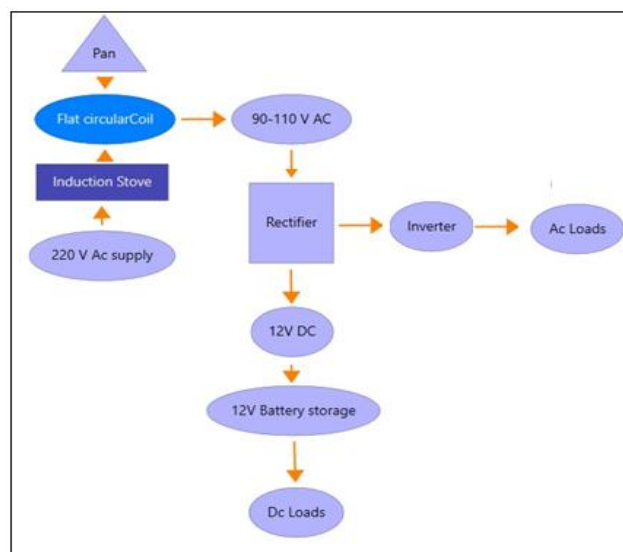 Pan
Flat circularCoil
90-110 V AC
Induction Stove
Rectifier
Inverter
Ac Loads
220 V Ac supply
12V DC
12V Battery storage
Dc Loads